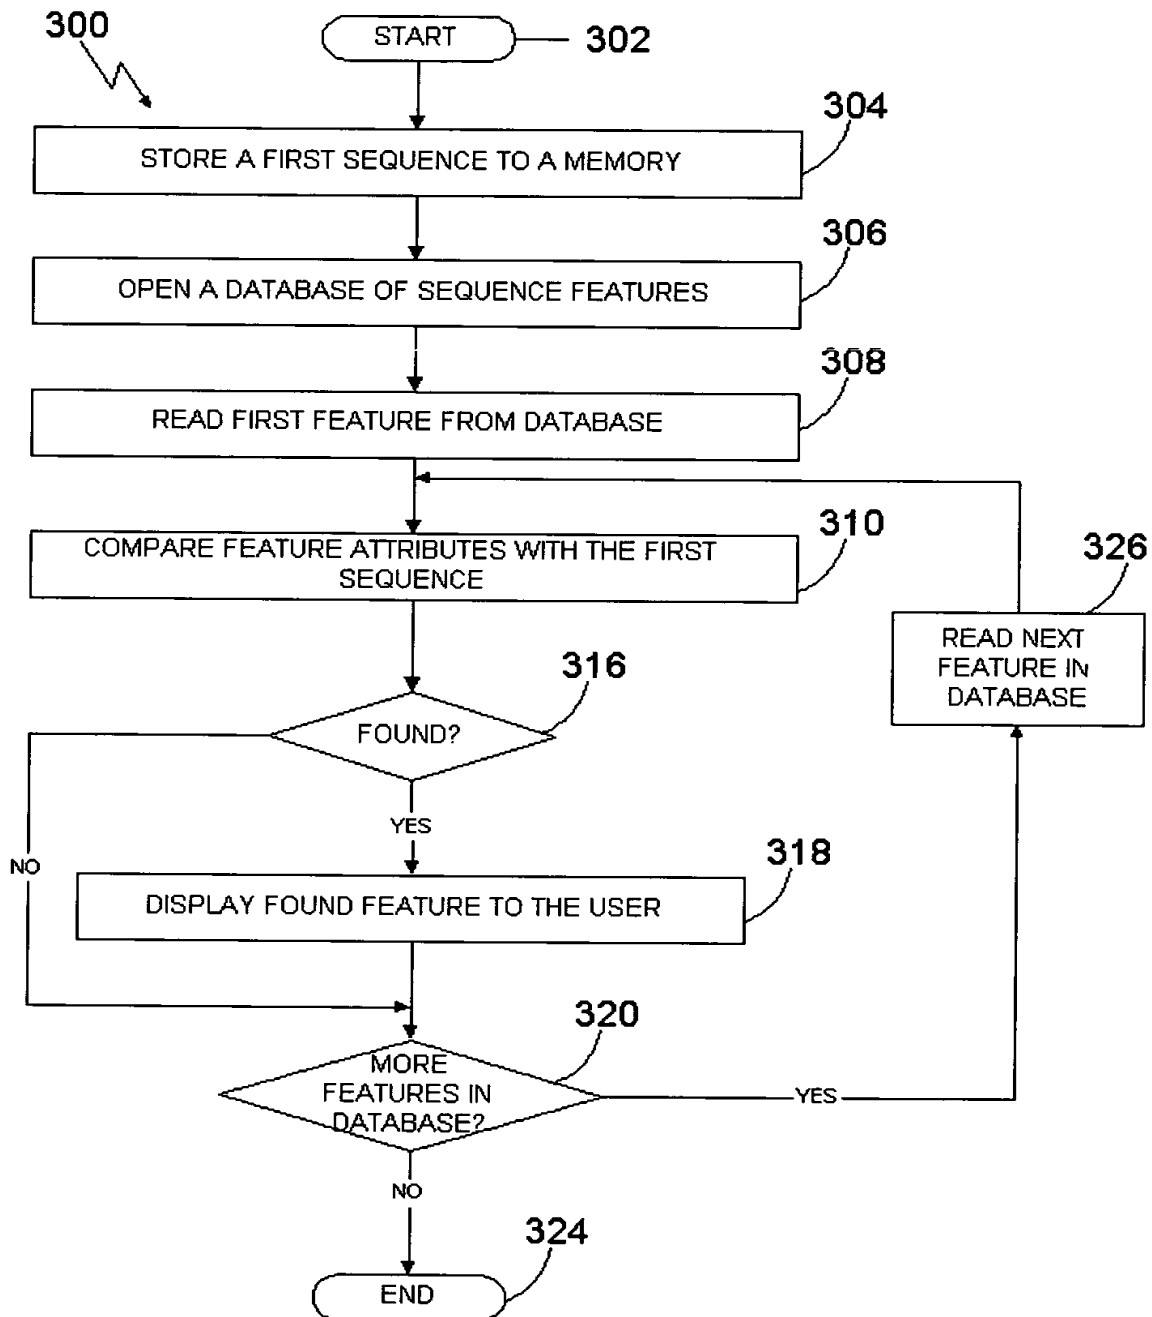 300
START
302
304
STORE A FIRST SEQUENCE TO A MEMORY
306
OPEN A DATABASE OF SEQUENCE FEATURES
308
READ FIRST FEATURE FROM DATABASE
310
COMPARE FEATURE ATTRIBUTES WITH THE FIRST
SEQUENCE
326
READ NEXT
FEATURE IN
DATABASE
316
FOUND?
YES
NO
318
DISPLAY FOUND FEATURE TO THE USER
320
MORE
FEATURES IN
DATABASE?
YES
NO
324
END